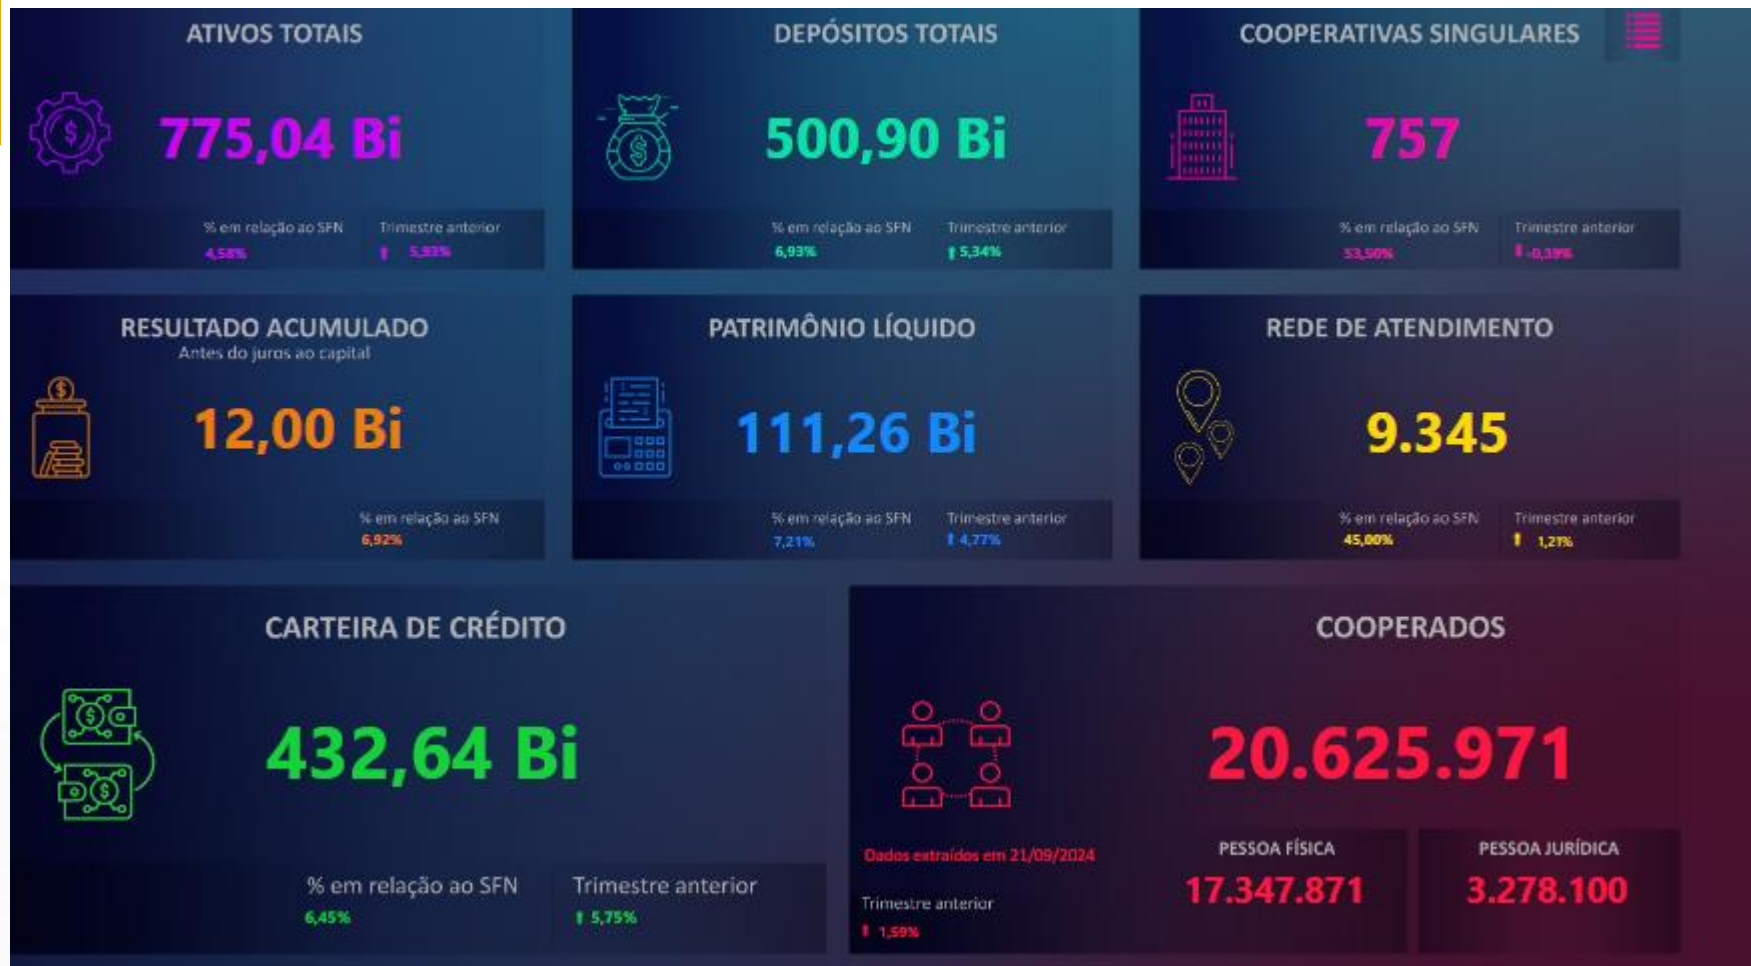 ATIVOS TOTAIS
775,04 Bi
% em relação ao SFN
4,58%
Trimestre anterior
5,93%
DEPÓSITOS TOTAIS
500,90 Bi
% em relação ao SFN
6,93%
Trimestre anterior
5,34%
COOPERATIVAS SINGULARES
757
% em relação ao SFN
53,50%
Trimestre anterior
-0,39%
RESULTADO ACUMULADO
Antes do juros ao capital
12,00 Bi
% em relação ao SFN
6,92%
PATRIMÔNIO LÍQUIDO
111,26 Bi
% em relação ao SFN
7,21%
Trimestre anterior
4,77%
REDE DE ATENDIMENTO
9.345
% em relação ao SFN
45,00%
Trimestre anterior
1,21%
CARTEIRA DE CRÉDITO
432,64 Bi
% em relação ao SFN
6,45%
Trimestre anterior
5,75%
COOPERADOS
20.625.971
Dados extraídos em 21/09/2024
Trimestre anterior
1,59%
PESSOA FÍSICA
17.347.871
PESSOA JURÍDICA
3.278.100